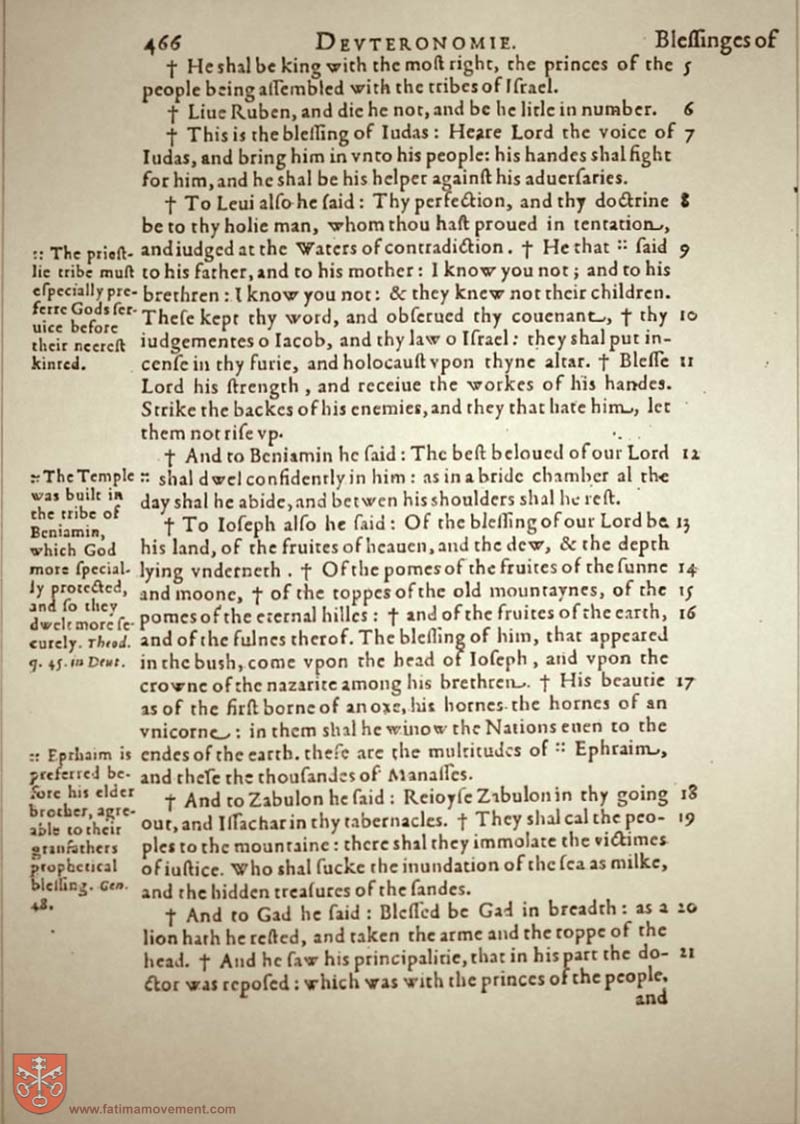 466 DEVTERONOMIE. Bleſſinges of
† He ſhal be king with the moſt right, the princes of the 5
people being aſſembled with the tribes of Iſrael.
† Liue Ruben, and die he not, and be he litle in number. 6
† This is the bleſſing of Iudas: Heare Lord the voice of 7
Iudas, and bring him in vnto his people: his handes ſhal fight
for him, and he ſhal be his helper againſt his aduerſaries.
† To Leui alſo he ſaid: Thy perfection, and thy doctrine 8
be to thy holie man, whom thou haſt proued in tentation,
and iudged at the Waters of contradiction. † He that :: ſaid 9
to his father, and to his mother: I know you not; and to his
brethren: I know you not: & they knew not their children.
Theſe kept thy word, and obſerued thy couenant, † thy 10
iudgementes o Iacob, and thy law o Iſrael: they ſhal put in-
cenſe in thy furie, and holocauſt vpon thyne altar. † Bleſſe 11
Lord his ſtrength, and receiue the workes of his handes.
Strike the backes of his enemies, and they that hate him, let
them not riſe vp.
† And to Beniamin he ſaid: The beſt beloued of our Lord 12
:: ſhal dwel confidently in him: as in a bride chamber al the
day ſhal he abide, and betwen his shoulders ſhal he reſt.
† To Ioſeph alſo he ſaid: Of the bleſſing of our Lord be 13
his land, of the fruites of heauen, and the dew, & the depth
lying vnderneth. † Of the pomes of the fruites of the ſunne 14
and moone, † of the toppes of the old mountaynes, of the 15
pomes of the eternal hilles: † and of the fruites of the earth, 16
and of the fulnes therof. The bleſſing of him, that appeared
in the bush, come vpon the head of Ioſeph, and vpon the
crowne of the nazarite among his brethren. † His beautie 17
as of the firſt borne of an oxe, his hornes the hornes of an
vnicorne: in them ſhal he winow the Nations euen to the
endes of the earth. theſe are the multitudes of :: Ephraim,
and theſe the thouſandes of Manaſſes.
† And to Zabulon he ſaid: Reioyſe Zabulon in thy going 18
out, and Iſſachar in thy tabernacles. † They ſhal cal the peo- 19
ples to the mountaine: there ſhal they immolate the victimes
of iuſtice. Who ſhal ſucke the inundation of the ſea as milke,
and the hidden treaſures of the ſandes.
† And to Gad he ſaid: Bleſſed be Gad in breadth: as a 20
lion hath he reſted, and taken the arme and the toppe of the
head. † And he ſaw his principalitie, that in his part the do- 21
ctor was repoſed: which was with the princes of the people,
and
:: The prieſt-
lie tribe muſt
eſpecially pre-
ferre Gods ſer-
uice before
their neereſt
kinred.
:: The Temple
was built in
the tribe of
Beniamin,
which God
more ſpecial-
ly protected,
and ſo they
dwelt more ſe-
curely. Theod.
q. 45. in Deut.
:: Eprhaim is
preferred be-
fore his elder
brother, agre-
able to their
granfathers
prophetical
bleſſing. Gen.
48.
www.fatimamovement.com